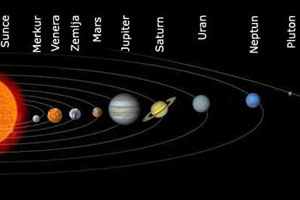 Sunce
Merkur
Venera
Zemlja
Mars
Jupiter
Saturn
Uran
Neptun
Pluton